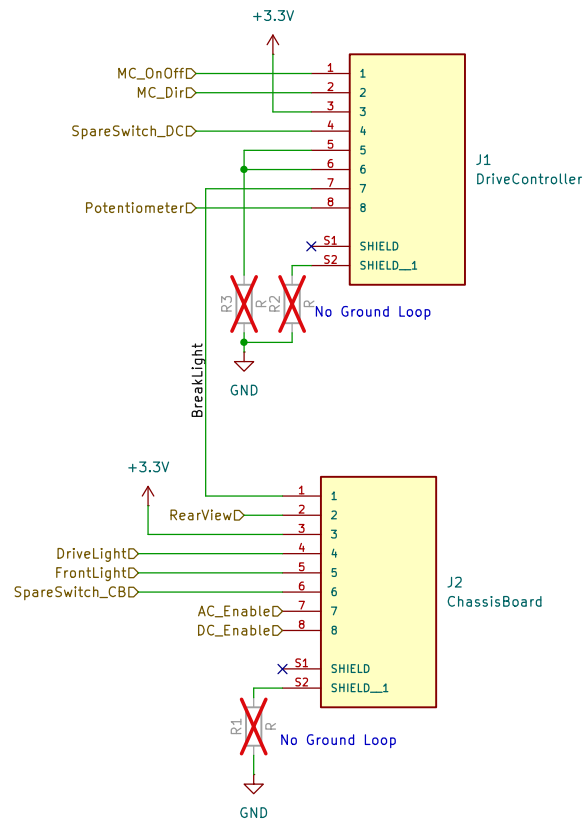 +3.3V
MC_OnOff 1 1
MC_Dir 2 2
3 3
SpareSwitch_DC 4 4
5 5
6 6
7 7
Potentiometer 8 8
J1
DriveController
S1 SHIELD
S2 SHIELD__1
R3 R R2 R
No Ground Loop
GND
BreakLight
+3.3V
1 1
RearView 2 2
3 3
DriveLight 4 4
FrontLight 5 5
SpareSwitch_CB 6 6
AC_Enable 7 7
DC_Enable 8 8
J2
ChassisBoard
S1 SHIELD
S2 SHIELD__1
R1 R
No Ground Loop
GND